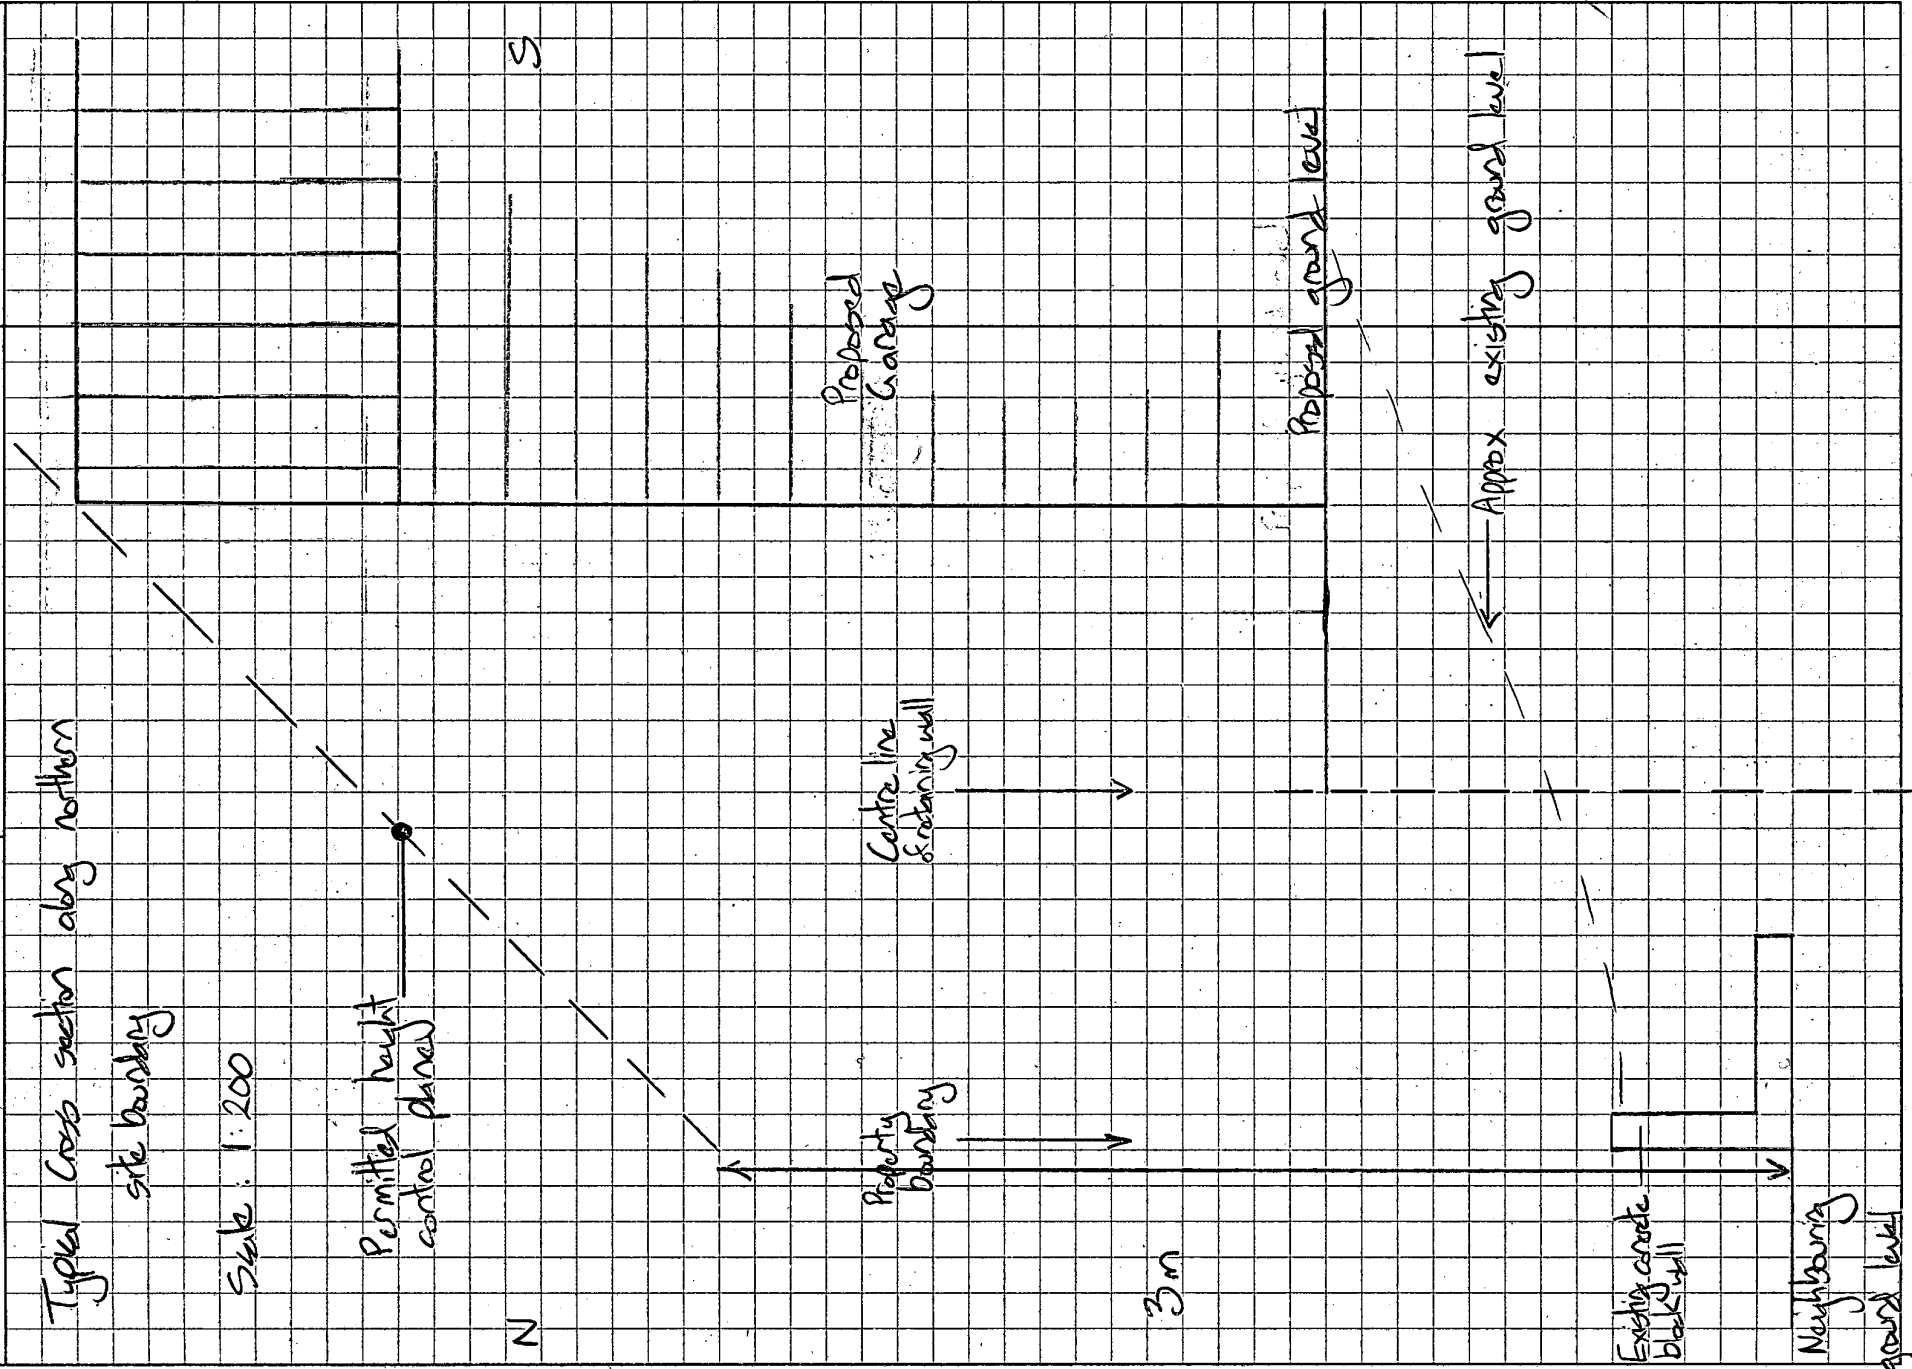 Typical Cross section along northern
site boundary
Scale : 1:200
Permitted height
control plane
N
S
Property
boundary
Centre line
of retaining wall
Proposed
Garage
3m
Proposed ground level
Approx existing ground level
Existing concrete
block wall
Neighbouring
ground level